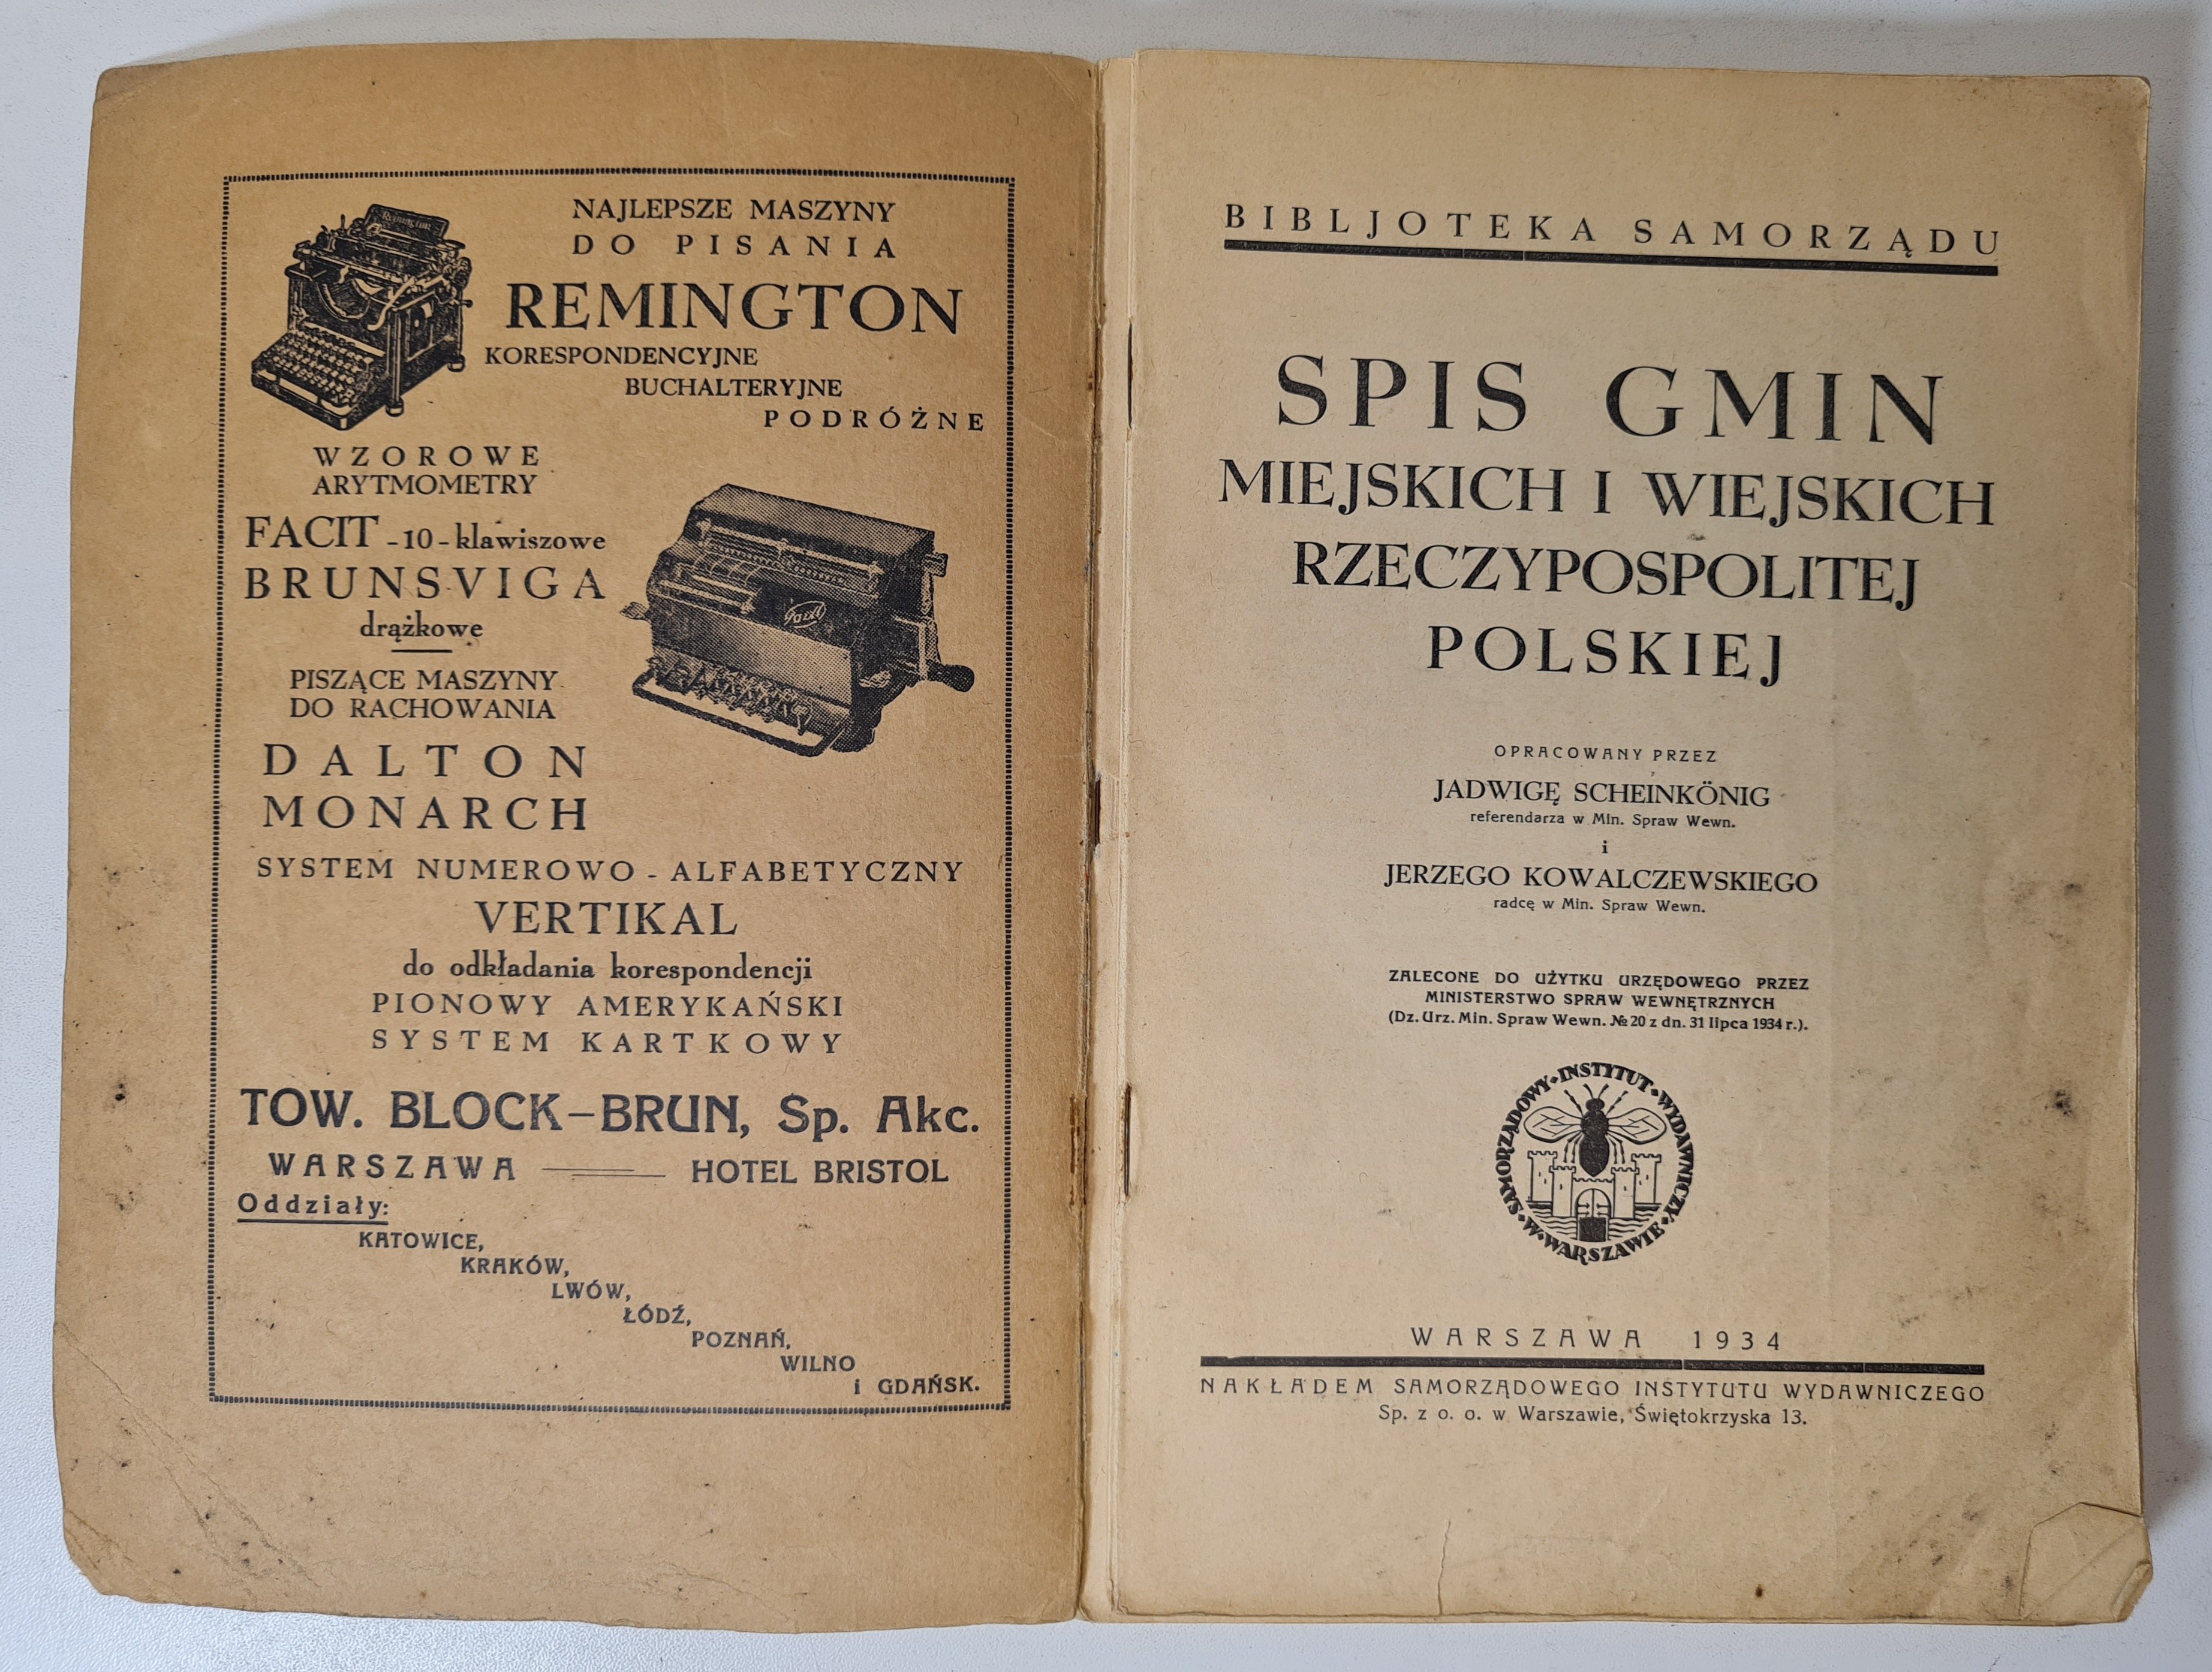 Remington
NAJLEPSZE MASZYNY
DO PISANIA
REMINGTON
KORESPONDENCYJNE
BUCHALTERYJNE
PODRÓŻNE
WZOROWE
ARYTMOMETRY
FACIT -10- klawiszowe
BRUNSVIGA
drążkowe
Facit
PISZĄCE MASZYNY
DO RACHOWANIA
DALTON
MONARCH
SYSTEM NUMEROWO - ALFABETYCZNY
VERTIKAL
do odkładania korespondencji
PIONOWY AMERYKAŃSKI
SYSTEM KARTKOWY
TOW. BLOCK-BRUN, Sp. Akc.
WARSZAWA HOTEL BRISTOL
Oddziały:
KATOWICE,
KRAKÓW,
LWÓW,
ŁÓDŹ,
POZNAŃ,
WILNO
i GDAŃSK.
BIBLJOTEKA SAMORZĄDU
SPIS GMIN
MIEJSKICH I WIEJSKICH
RZECZYPOSPOLITEJ
POLSKIEJ
OPRACOWANY PRZEZ
JADWIGĘ SCHEINKÖNIG
referendarza w Min. Spraw Wewn.
i
JERZEGO KOWALCZEWSKIEGO
radcę w Min. Spraw Wewn.
ZALECONE DO UŻYTKU URZĘDOWEGO PRZEZ
MINISTERSTWO SPRAW WEWNĘTRZNYCH
(Dz. Urz. Min. Spraw Wewn. № 20 z dn. 31 lipca 1934 r.).
SAMORZĄDOWY • INSTYTUT • WYDAWNICZY • W • WARSZAWIE •
WARSZAWA 1934
NAKŁADEM SAMORZĄDOWEGO INSTYTUTU WYDAWNICZEGO
Sp. z o. o. w Warszawie, Świętokrzyska 13.